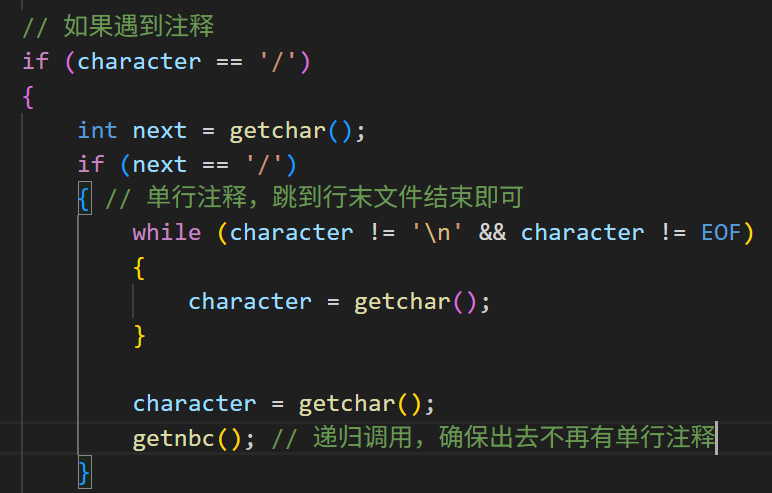 // 如果遇到注释
if (character == '/')
{
    int next = getchar();
    if (next == '/')
    { // 单行注释，跳到行末文件结束即可
        while (character != '\n' && character != EOF)
        {
            character = getchar();
        }

        character = getchar();
        getnbc(); // 递归调用，确保出去不再有单行注释
    }